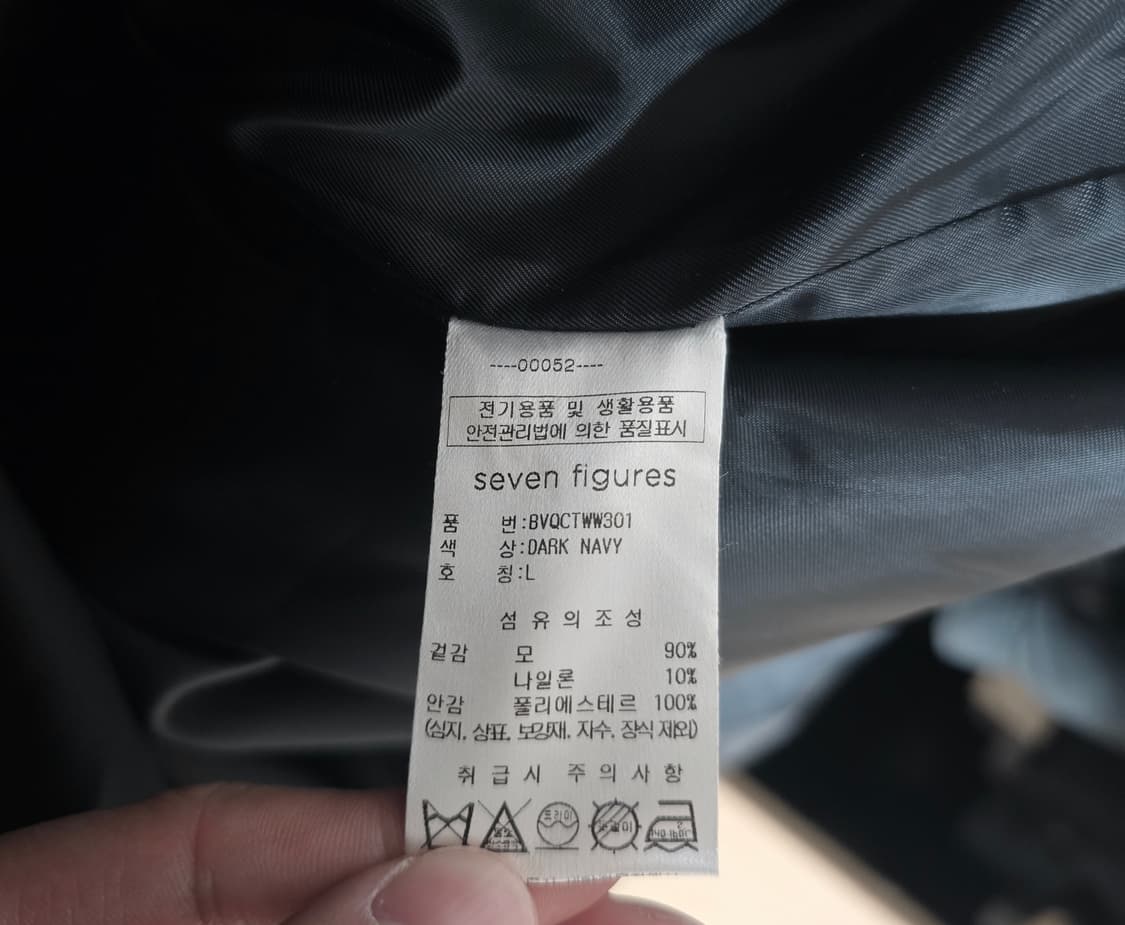 ----00052----
전기용품 및 생활용품
안전관리법에 의한 품질표시
seven figures
품 번:BVQCTWW301
색 상:DARK NAVY
호 칭:L
섬 유 의 조 성
겉감 모 90%
나일론 10%
안감 폴리에스테르 100%
(심지, 상표, 보강재, 자수, 장식 제외)
취 급 시 주 의 사 항
드라이